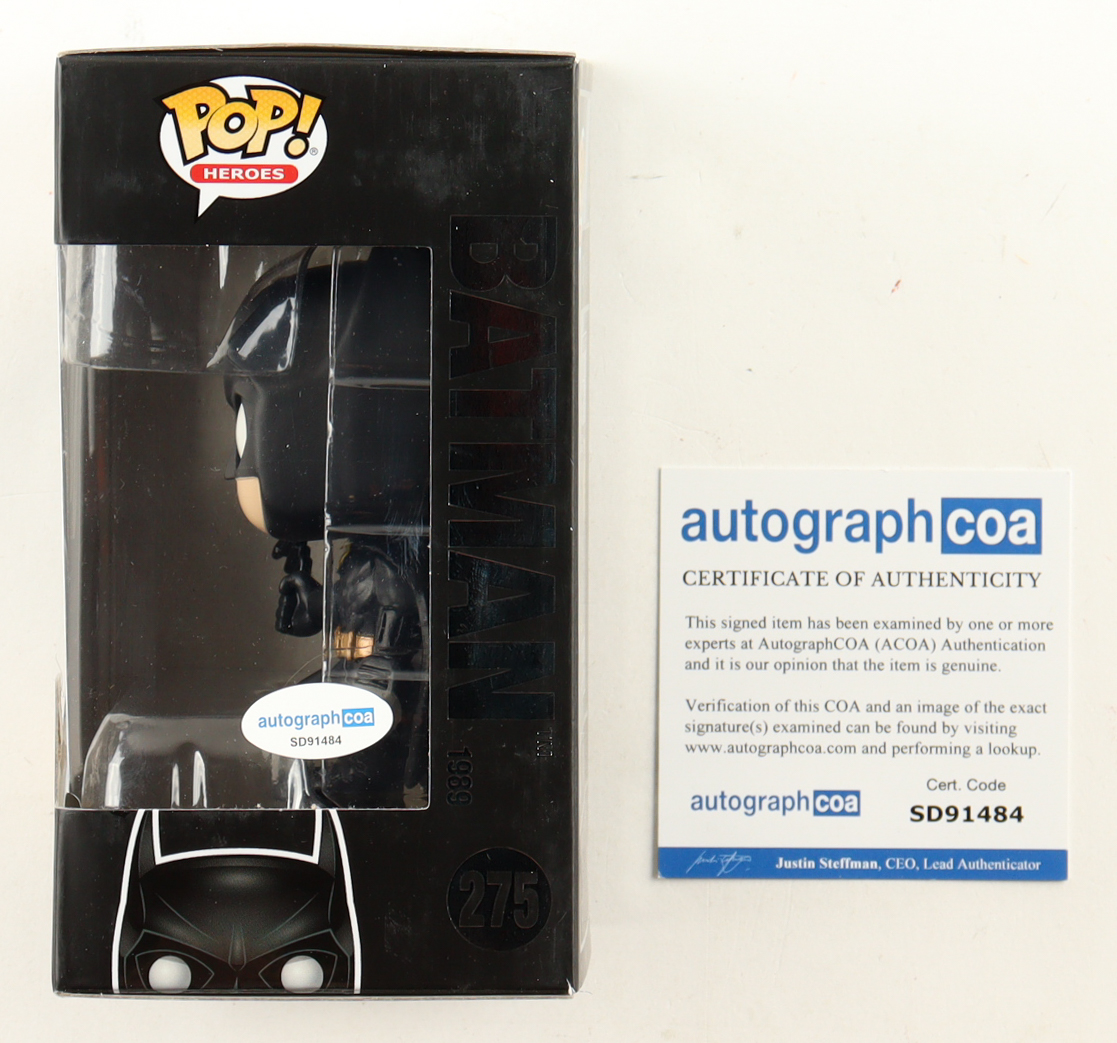 POP!
HEROES
BATMAN
TM
1989
275
autographcoa
SD91484
autographcoa
CERTIFICATE OF AUTHENTICITY
This signed item has been examined by one or more
experts at AutographCOA (ACOA) Authentication
and it is our opinion that the item is genuine.
Verification of this COA and an image of the exact
signature(s) examined can be found by visiting
www.autographcoa.com and performing a lookup.
autographcoa
Cert. Code
SD91484
Justin Steffman, CEO, Lead Authenticator